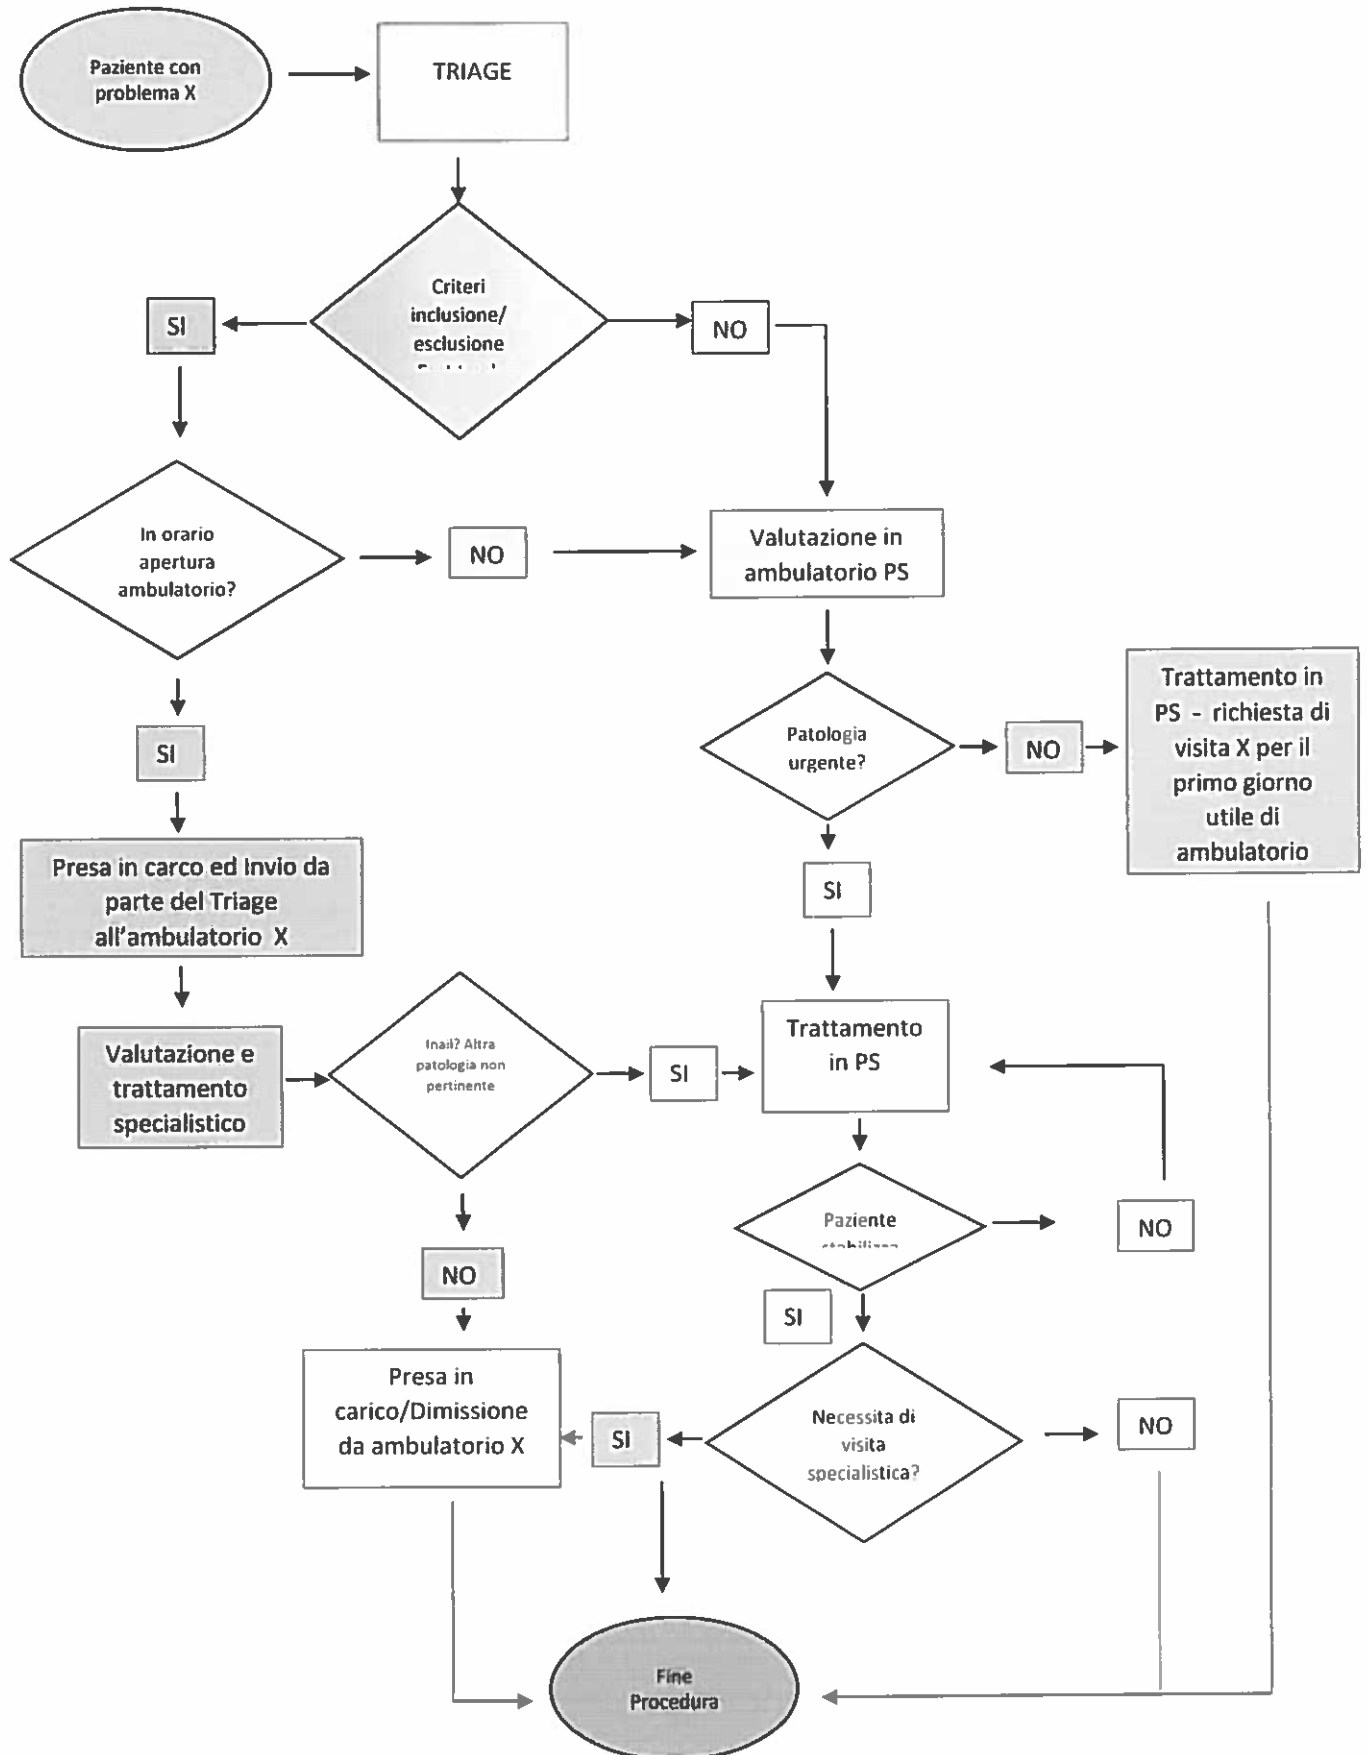 Paziente con
problema X
TRIAGE
Criteri
inclusione/
esclusione
SI
NO
In orario
apertura
ambulatorio?
NO
Valutazione in
ambulatorio PS
SI
Patologia
urgente?
NO
Trattamento in
PS - richiesta di
visita X per il
primo giorno
utile di
ambulatorio
Presa in carco ed Invio da
parte del Triage
all'ambulatorio X
SI
Valutazione e
trattamento
specialistico
Inail? Altra
patologia non
pertinente
SI
Trattamento
in PS
NO
Paziente
NO
SI
Presa in
carico/Dimissione
da ambulatorio X
SI
Necessita di
visita
specialistica?
NO
Fine
Procedura